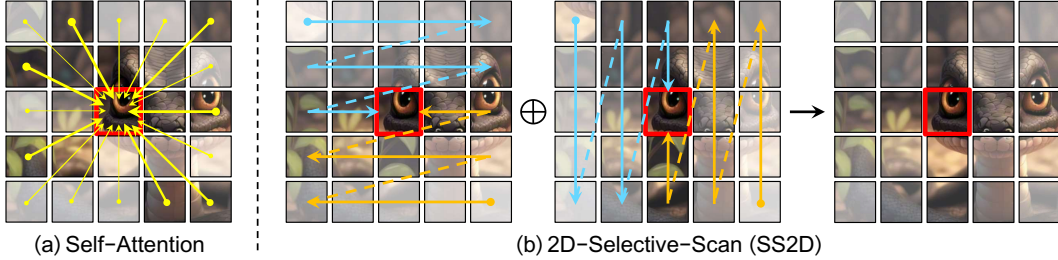 (a) Self−Attention
(b) 2D−Selective−Scan (SS2D)